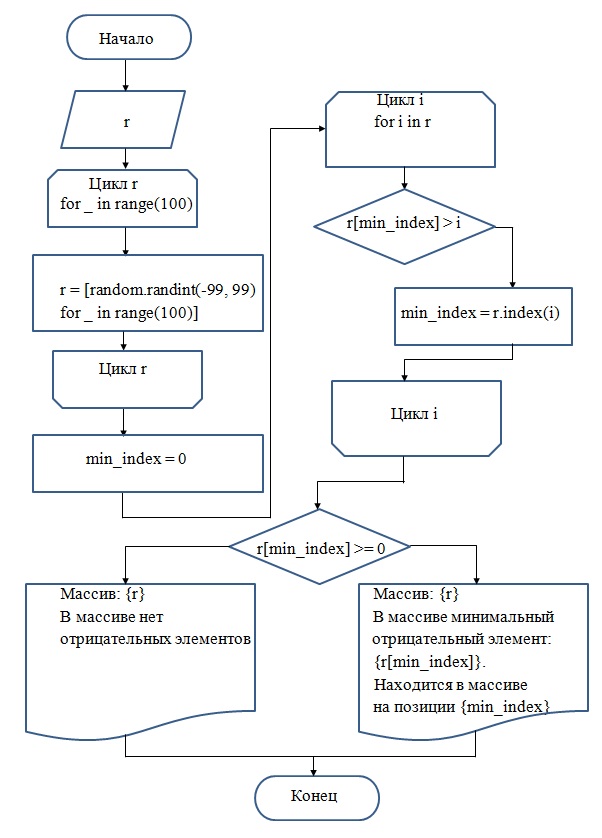 Начало
r
Цикл r
for _ in range(100)
r = [random.randint(-99, 99)
for _ in range(100)]
Цикл r
min_index = 0
Цикл i
for i in r
r[min_index] > i
min_index = r.index(i)
Цикл i
r[min_index] >= 0
Массив: {r}
В массиве нет
отрицательных элементов
Массив: {r}
В массиве минимальный
отрицательный элемент:
{r[min_index]}.
Находится в массиве
на позиции {min_index}
Конец